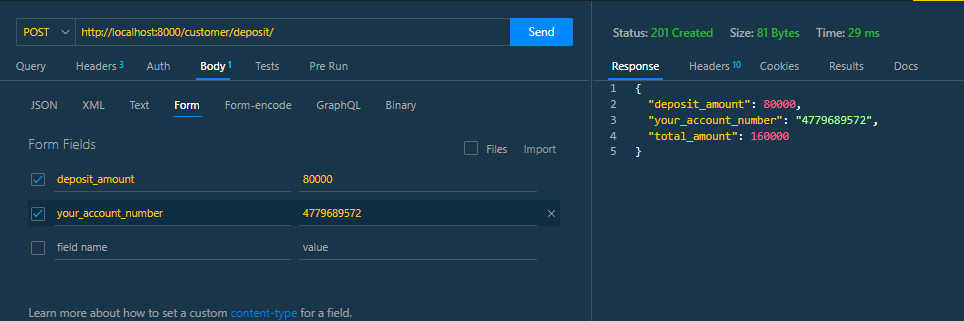 POST http://localhost:8000/customer/deposit/ Send
Query Headers 3 Auth Body 1 Tests Pre Run
JSON XML Text Form Form-encode GraphQL Binary
Form Fields Files Import
deposit_amount 80000
your_account_number 4779689572 ×
field name value
Learn more about how to set a custom content-type for a field.
Status: 201 Created Size: 81 Bytes Time: 29 ms
Response Headers 10 Cookies Results Docs
1 {
2 "deposit_amount": 80000,
3 "your_account_number": "4779689572",
4 "total_amount": 160000
5 }